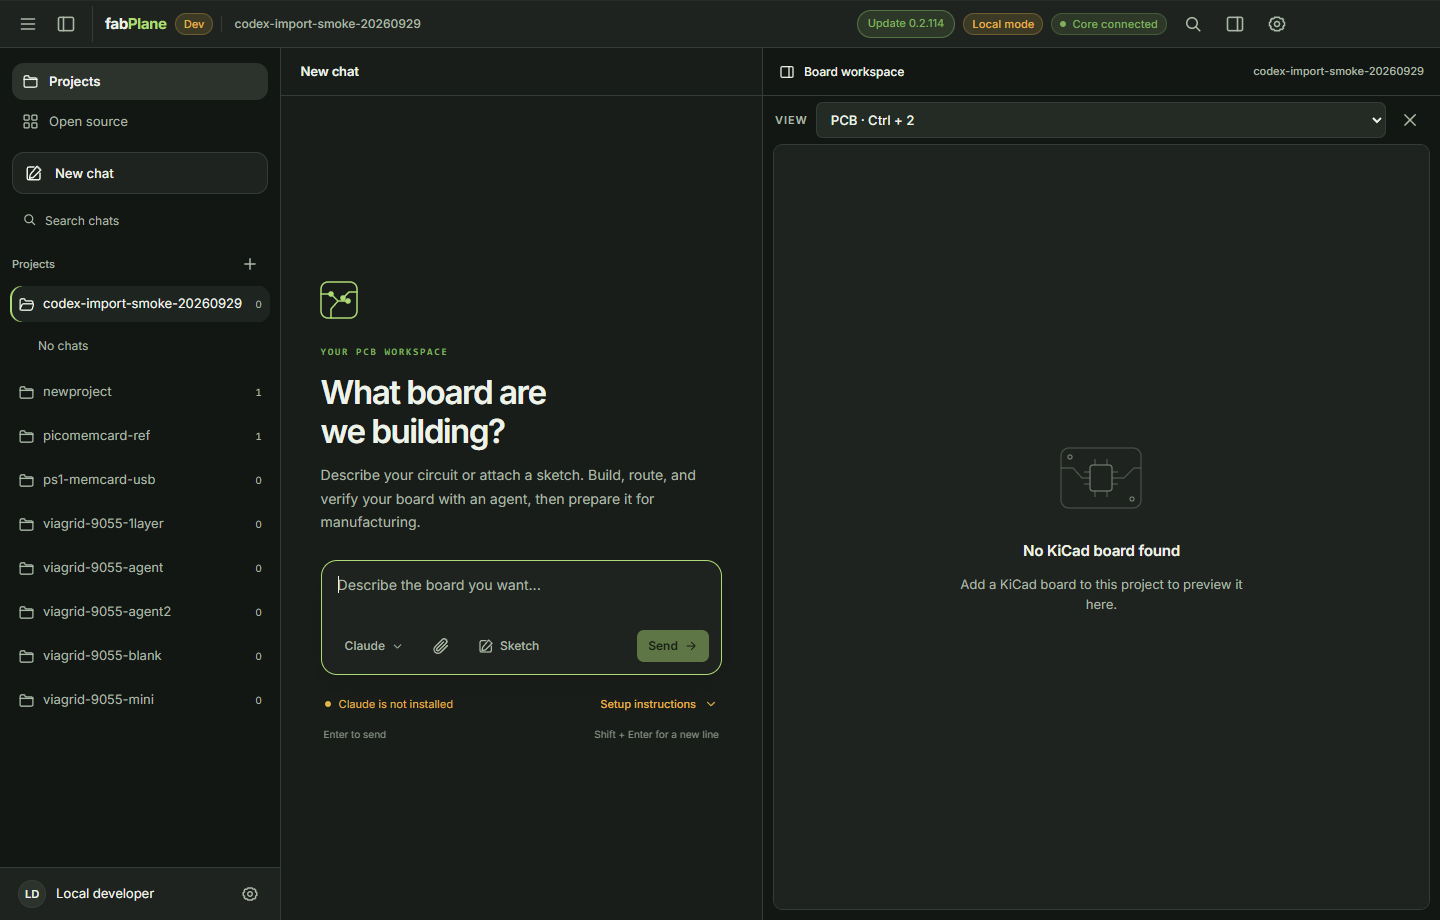 fabPlane
Dev
codex-import-smoke-20260929
Update 0.2.114
Local mode
Core connected
Projects
Open source
New chat
Search chats
Projects
codex-import-smoke-20260929 0
No chats
newproject 1
picomemcard-ref 1
ps1-memcard-usb 0
viagrid-9055-1layer 0
viagrid-9055-agent 0
viagrid-9055-agent2 0
viagrid-9055-blank 0
viagrid-9055-mini 0
LD Local developer
New chat
YOUR PCB WORKSPACE
What board are
we building?
Describe your circuit or attach a sketch. Build, route, and
verify your board with an agent, then prepare it for
manufacturing.
Describe the board you want...
Claude
Sketch
Send
Claude is not installed
Setup instructions
Enter to send
Shift + Enter for a new line
Board workspace
codex-import-smoke-20260929
VIEW
PCB · Ctrl + 2
No KiCad board found
Add a KiCad board to this project to preview it
here.